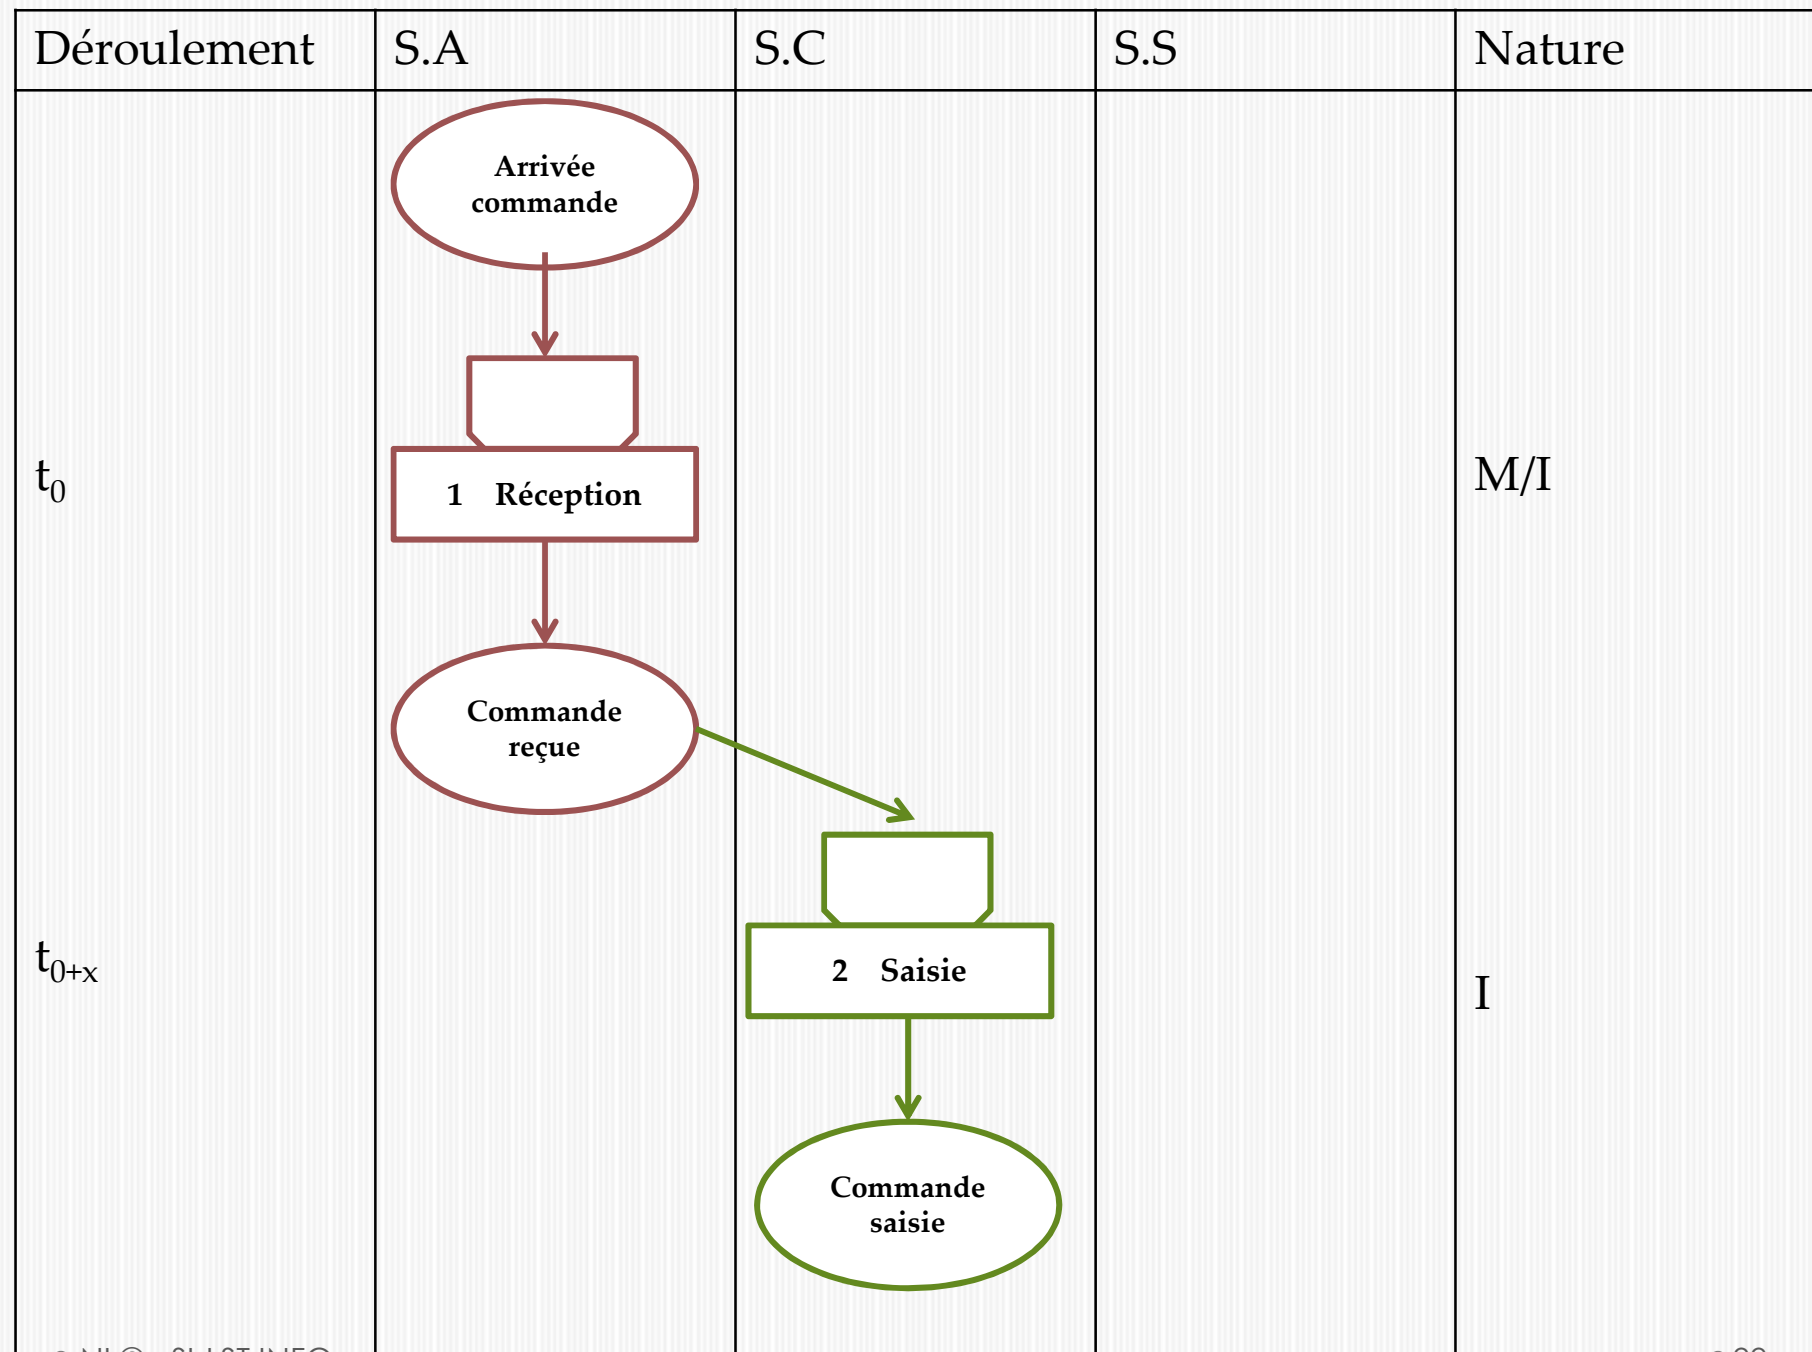 Déroulement
S.A
S.C
S.S
Nature
Arrivée
commande
t0
1 Réception
M/I
Commande
reçue
t0+x
2 Saisie
I
Commande
saisie